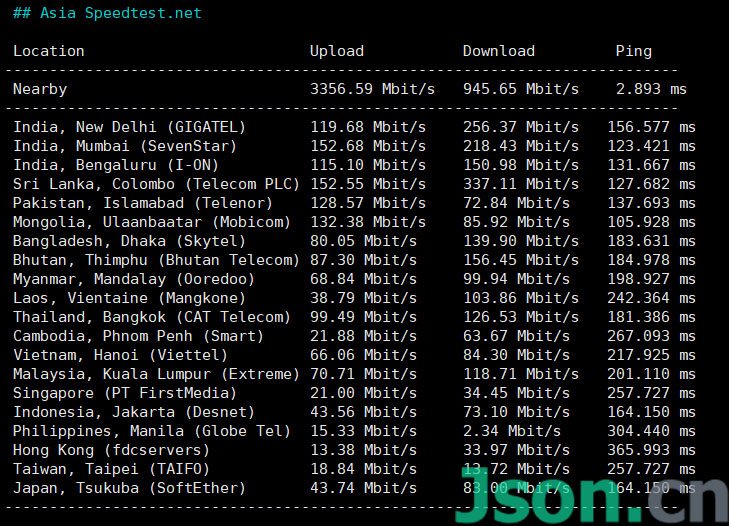 ## Asia Speedtest.net
Location Upload Download Ping
--------------------------------------------------------------------------
Nearby 3356.59 Mbit/s 945.65 Mbit/s 2.893 ms
--------------------------------------------------------------------------
India, New Delhi (GIGATEL) 119.68 Mbit/s 256.37 Mbit/s 156.577 ms
India, Mumbai (SevenStar) 152.68 Mbit/s 218.43 Mbit/s 123.421 ms
India, Bengaluru (I-ON) 115.10 Mbit/s 150.98 Mbit/s 131.667 ms
Sri Lanka, Colombo (Telecom PLC) 152.55 Mbit/s 337.11 Mbit/s 127.682 ms
Pakistan, Islamabad (Telenor) 128.57 Mbit/s 72.84 Mbit/s 137.693 ms
Mongolia, Ulaanbaatar (Mobicom) 132.38 Mbit/s 85.92 Mbit/s 105.928 ms
Bangladesh, Dhaka (Skytel) 80.05 Mbit/s 139.90 Mbit/s 183.631 ms
Bhutan, Thimphu (Bhutan Telecom) 87.30 Mbit/s 156.45 Mbit/s 184.978 ms
Myanmar, Mandalay (Ooredoo) 68.84 Mbit/s 99.94 Mbit/s 198.927 ms
Laos, Vientaine (Mangkone) 38.79 Mbit/s 103.86 Mbit/s 242.364 ms
Thailand, Bangkok (CAT Telecom) 99.49 Mbit/s 126.53 Mbit/s 181.386 ms
Cambodia, Phnom Penh (Smart) 21.88 Mbit/s 63.67 Mbit/s 267.093 ms
Vietnam, Hanoi (Viettel) 66.06 Mbit/s 84.30 Mbit/s 217.925 ms
Malaysia, Kuala Lumpur (Extreme) 70.71 Mbit/s 118.71 Mbit/s 201.110 ms
Singapore (PT FirstMedia) 21.00 Mbit/s 34.45 Mbit/s 257.727 ms
Indonesia, Jakarta (Desnet) 43.56 Mbit/s 73.10 Mbit/s 164.150 ms
Philippines, Manila (Globe Tel) 15.33 Mbit/s 2.34 Mbit/s 304.440 ms
Hong Kong (fdcservers) 13.38 Mbit/s 33.97 Mbit/s 365.993 ms
Taiwan, Taipei (TAIFO) 18.84 Mbit/s 13.72 Mbit/s 257.727 ms
Japan, Tsukuba (SoftEther) 43.74 Mbit/s 83.00 Mbit/s 164.150 ms
--------------------------------------------------------------------------
Json.cn